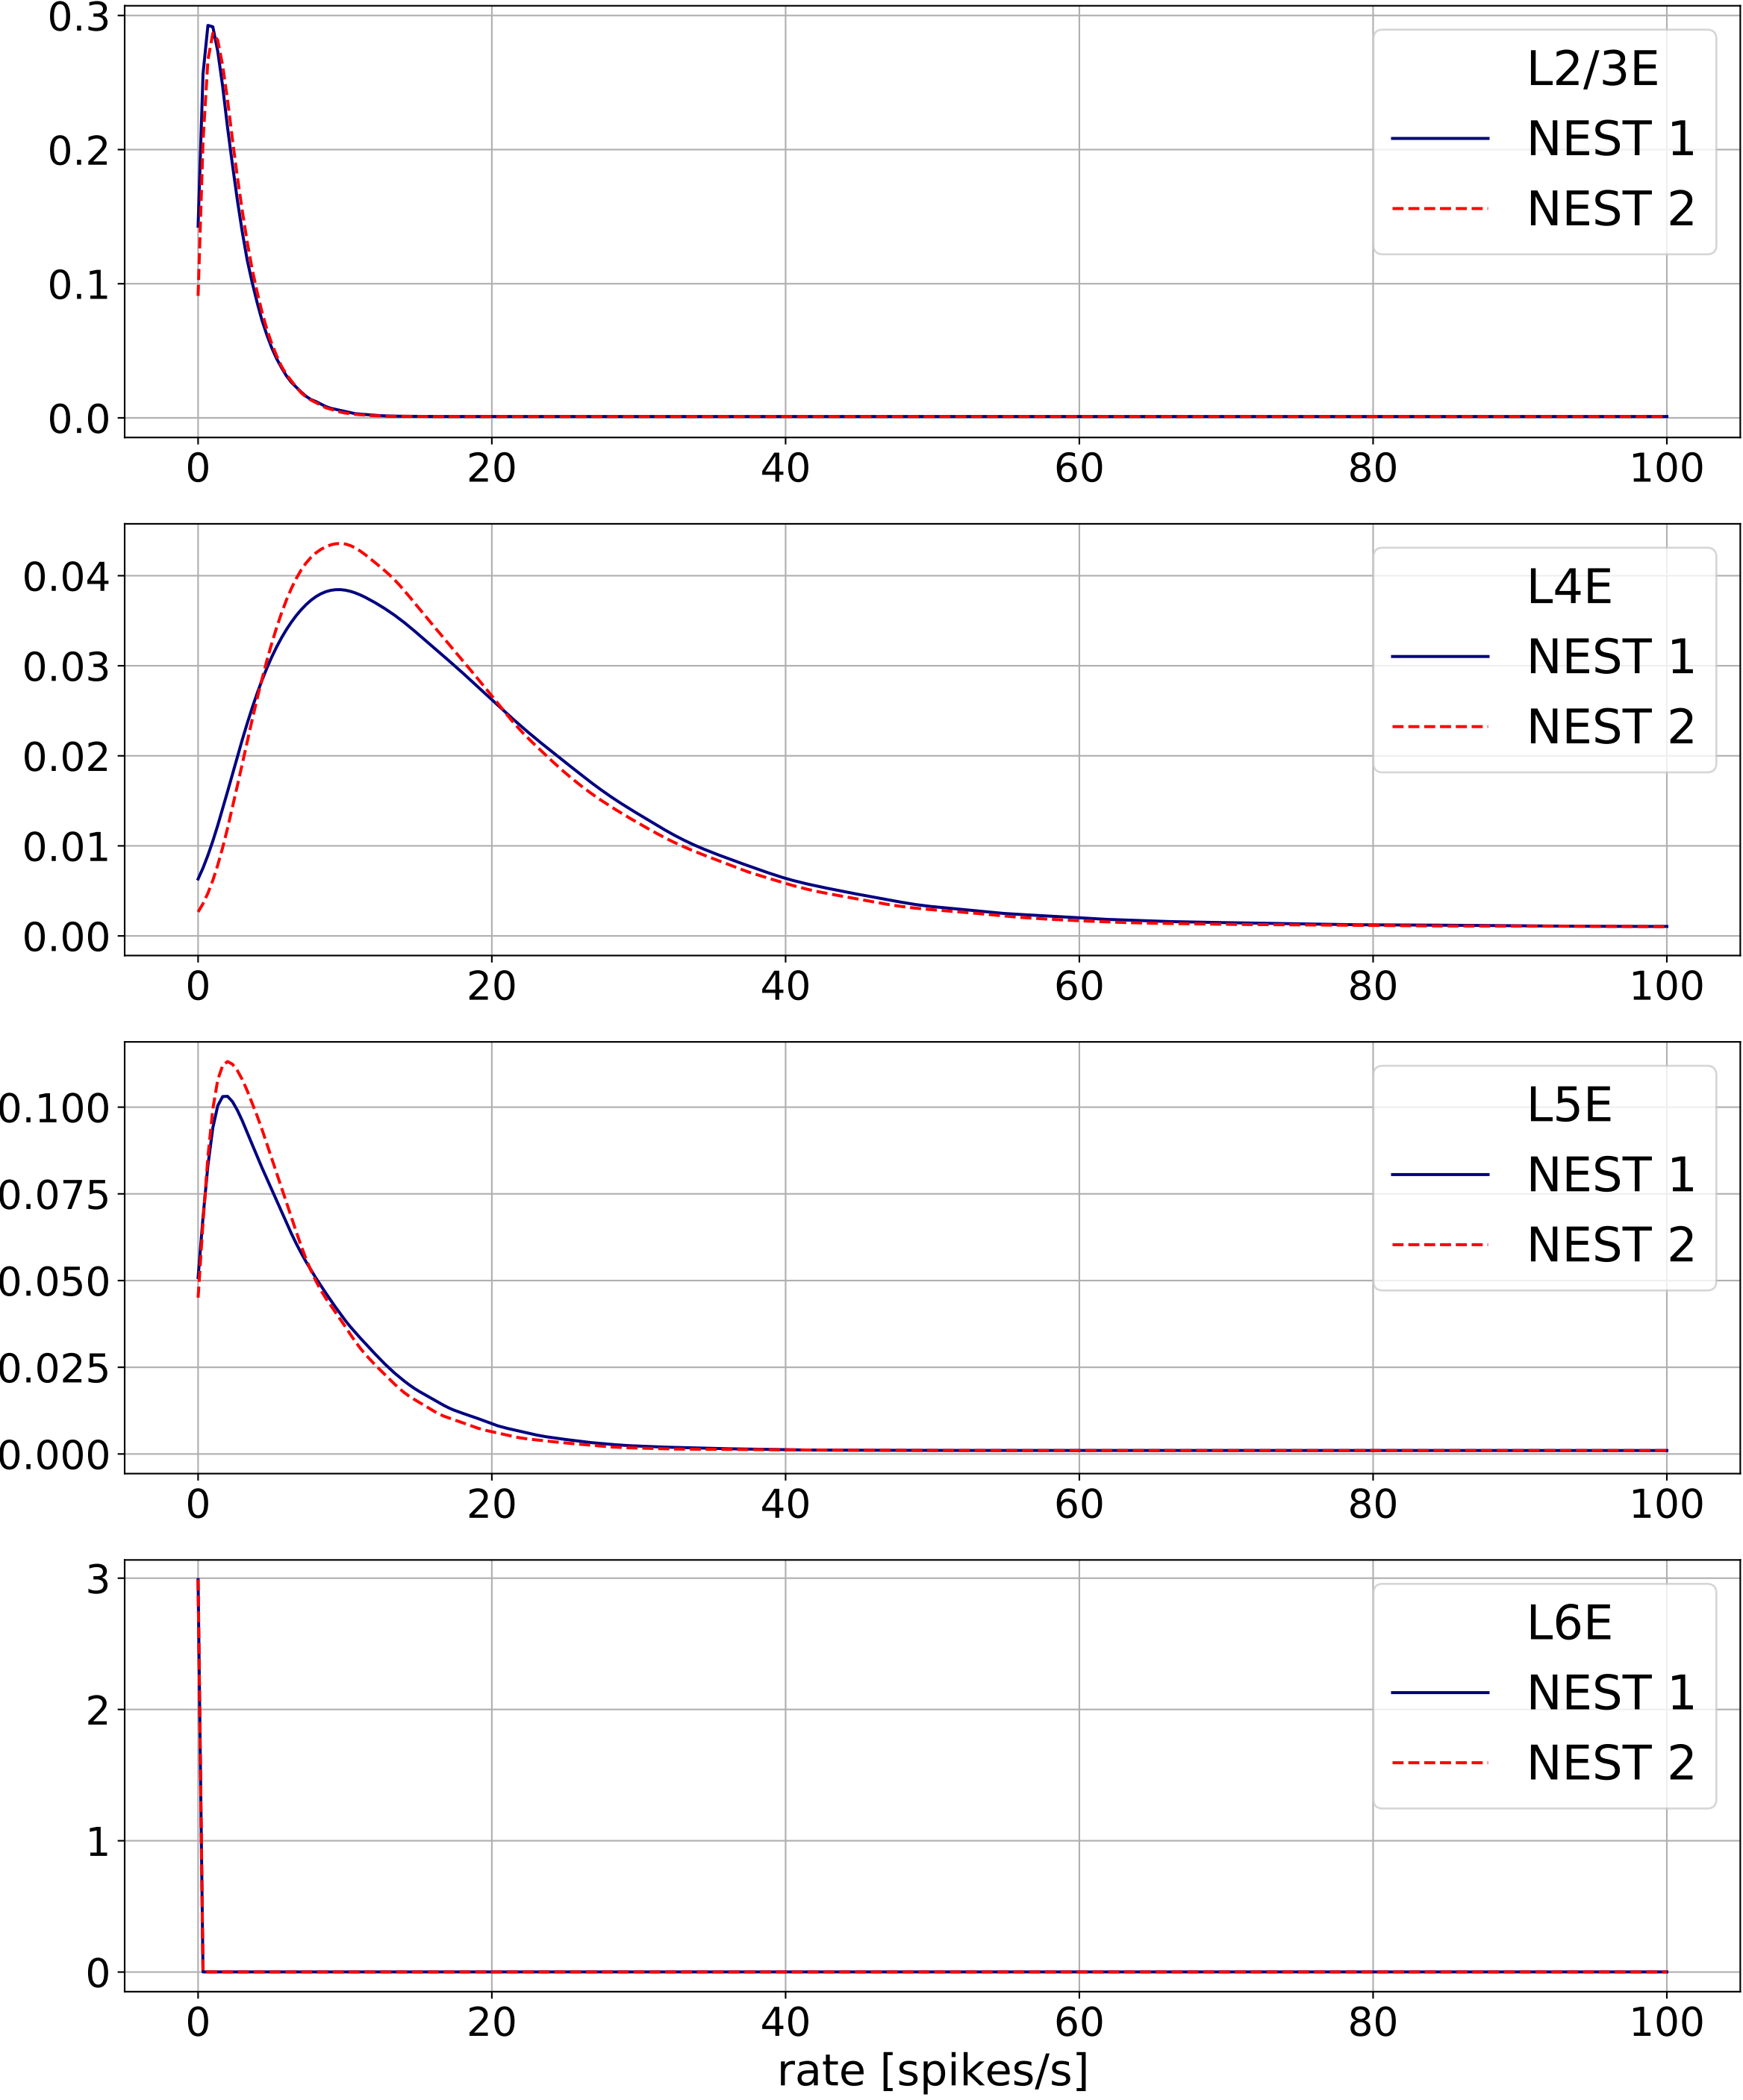 0.3
0.2
0.1
0.0
L2/3E
NEST 1
NEST 2
0 20 40 60 80 100
0.04
0.03
0.02
0.01
0.00
L4E
NEST 1
NEST 2
0 20 40 60 80 100
0.100
0.075
0.050
0.025
0.000
L5E
NEST 1
NEST 2
0 20 40 60 80 100
3
2
1
0
L6E
NEST 1
NEST 2
0 20 40 60 80 100
rate [spikes/s]